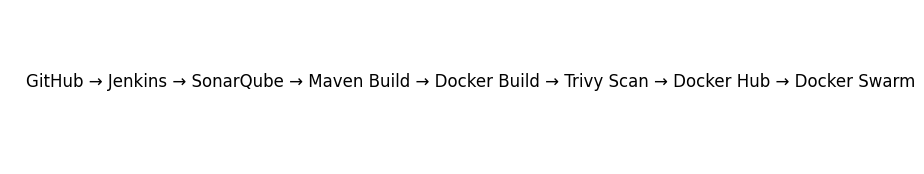 GitHub → Jenkins → SonarQube → Maven Build → Docker Build → Trivy Scan → Docker Hub → Docker Swarm